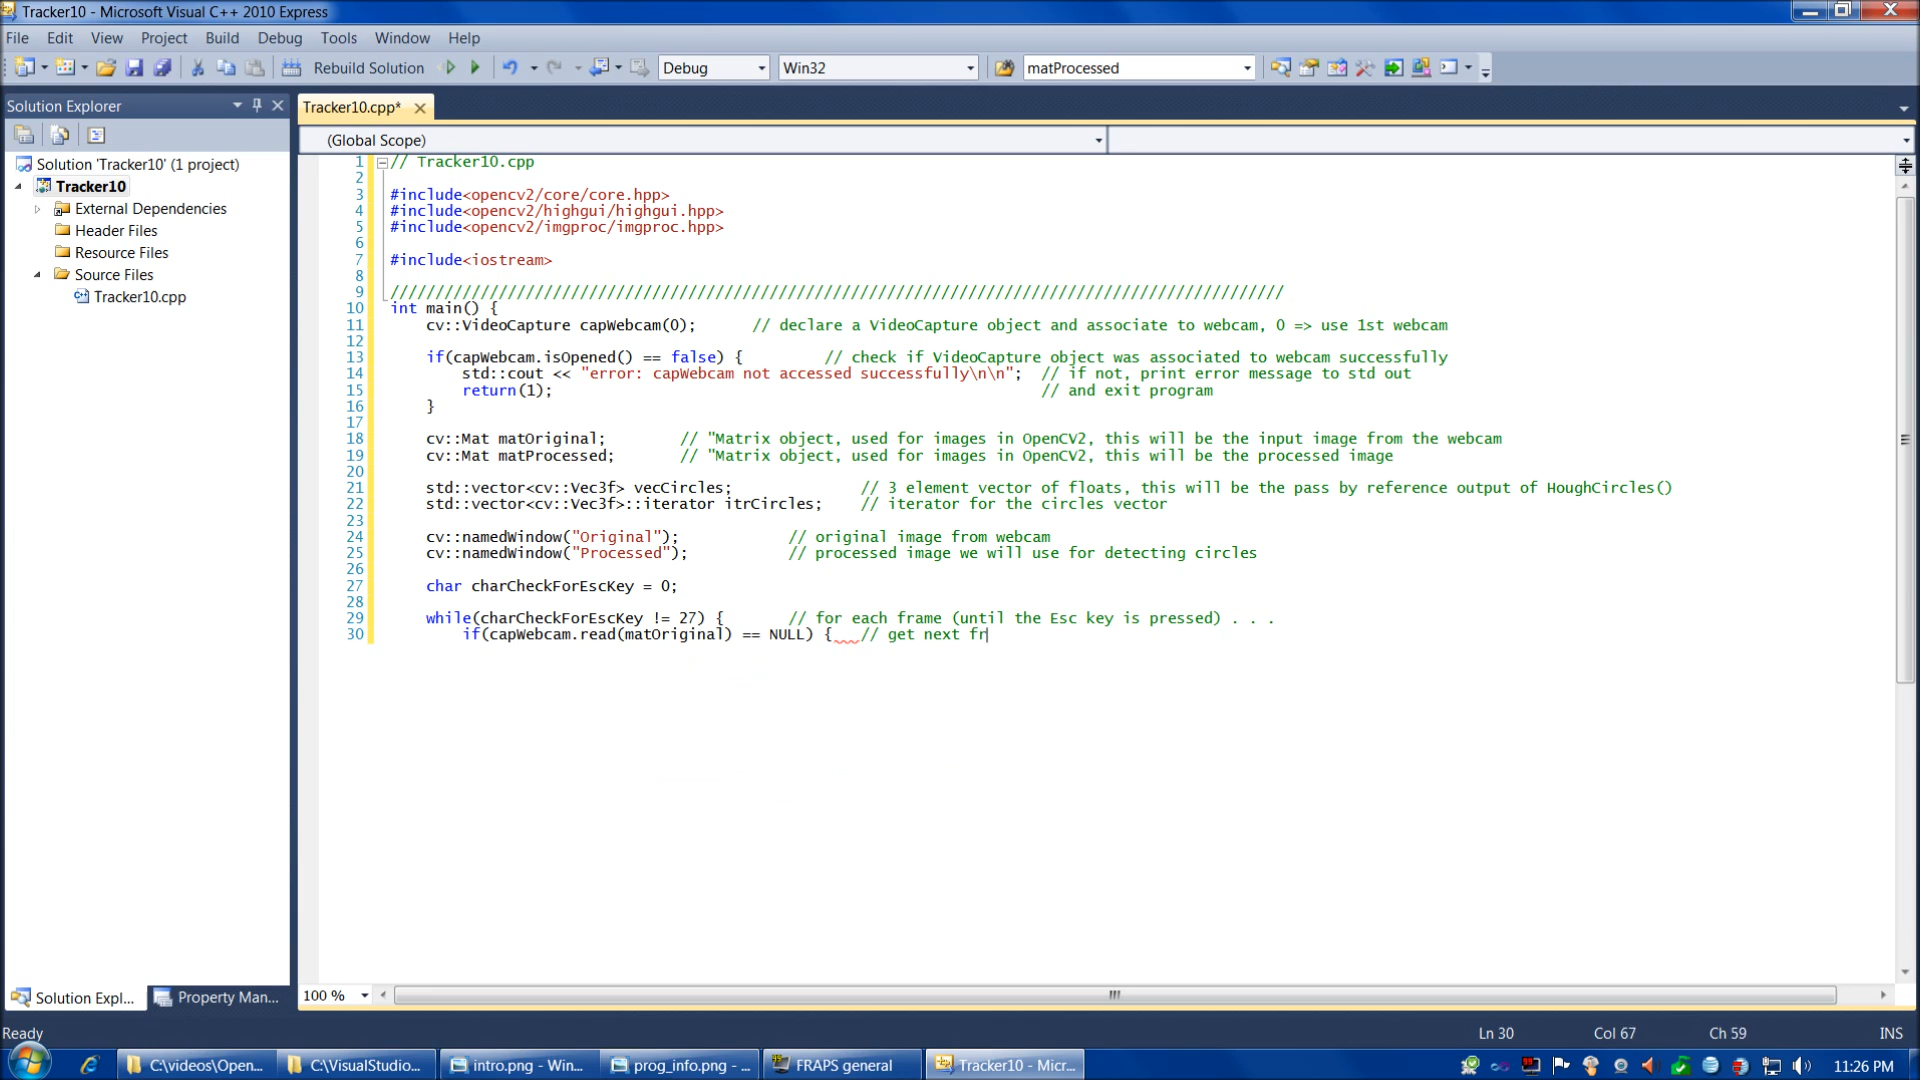 Tracker10 - Microsoft Visual C++ 2010 Express
File Edit View Project Build Debug Tools Window Help
Rebuild Solution Debug Win32 matProcessed
Solution Explorer
Tracker10.cpp*
(Global Scope)
Solution 'Tracker10' (1 project)
Tracker10
External Dependencies
Header Files
Resource Files
Source Files
Tracker10.cpp
1 // Tracker10.cpp
2
3 #include<opencv2/core/core.hpp>
4 #include<opencv2/highgui/highgui.hpp>
5 #include<opencv2/imgproc/imgproc.hpp>
6
7 #include<iostream>
8
9 ///////////////////////////////////////////////////////////////////////////////////////////////////
10 int main() {
11 cv::VideoCapture capWebcam(0); // declare a VideoCapture object and associate to webcam, 0 => use 1st webcam
12
13 if(capWebcam.isOpened() == false) { // check if VideoCapture object was associated to webcam successfully
14 std::cout << "error: capWebcam not accessed successfully\n\n"; // if not, print error message to std out
15 return(1); // and exit program
16 }
17
18 cv::Mat matOriginal; // "Matrix object, used for images in OpenCV2, this will be the input image from the webcam
19 cv::Mat matProcessed; // "Matrix object, used for images in OpenCV2, this will be the processed image
20
21 std::vector<cv::Vec3f> vecCircles; // 3 element vector of floats, this will be the pass by reference output of HoughCircles()
22 std::vector<cv::Vec3f>::iterator itrCircles; // iterator for the circles vector
23
24 cv::namedWindow("Original"); // original image from webcam
25 cv::namedWindow("Processed"); // processed image we will use for detecting circles
26
27 char charCheckForEscKey = 0;
28
29 while(charCheckForEscKey != 27) { // for each frame (until the Esc key is pressed) . . .
30 if(capWebcam.read(matOriginal) == NULL) { // get next fr
Solution Expl... Property Man...
100 %
Ready Ln 30 Col 67 Ch 59 INS
C:\videos\Open... C:\VisualStudio... intro.png - Win... prog_info.png - ... FRAPS general Tracker10 - Micr... 11:26 PM